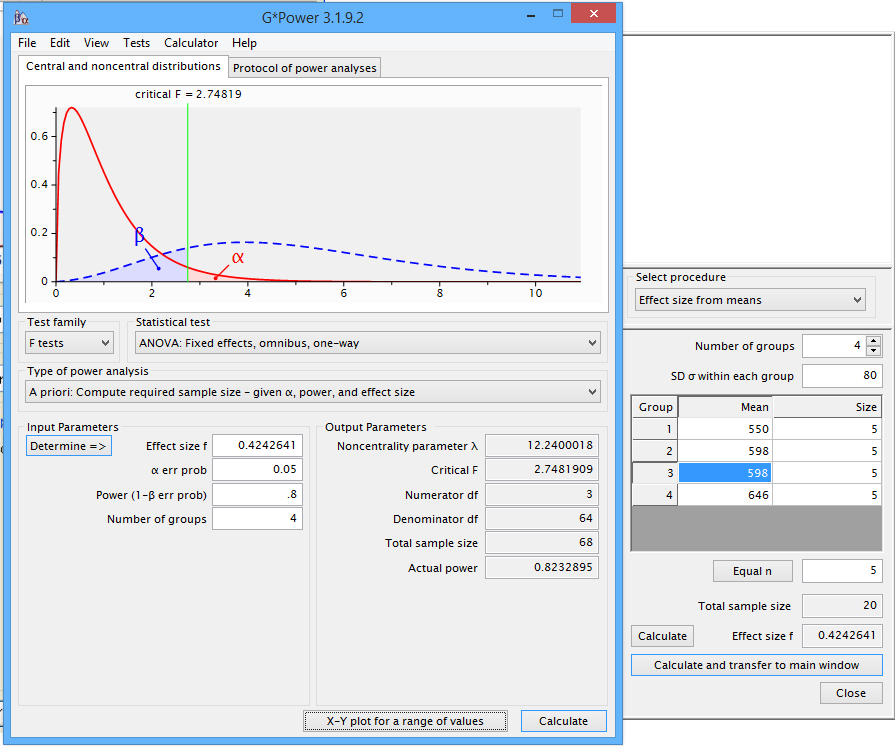 G*Power 3.1.9.2
File Edit View Tests Calculator Help
Central and noncentral distributions
Protocol of power analyses
critical F = 2.74819
0.6
0.4
0.2
0
β
α
0 2 4 6 8 10
Test family
F tests
Statistical test
ANOVA: Fixed effects, omnibus, one-way
Type of power analysis
A priori: Compute required sample size - given α, power, and effect size
Input Parameters
Determine =>
Effect size f 0.4242641
α err prob 0.05
Power (1-β err prob) .8
Number of groups 4
Output Parameters
Noncentrality parameter λ 12.2400018
Critical F 2.7481909
Numerator df 3
Denominator df 64
Total sample size 68
Actual power 0.8232895
X-Y plot for a range of values
Calculate
Select procedure
Effect size from means
Number of groups 4
SD σ within each group 80
Group Mean Size
1 550 5
2 598 5
3 598 5
4 646 5
Equal n 5
Total sample size 20
Calculate Effect size f 0.4242641
Calculate and transfer to main window
Close